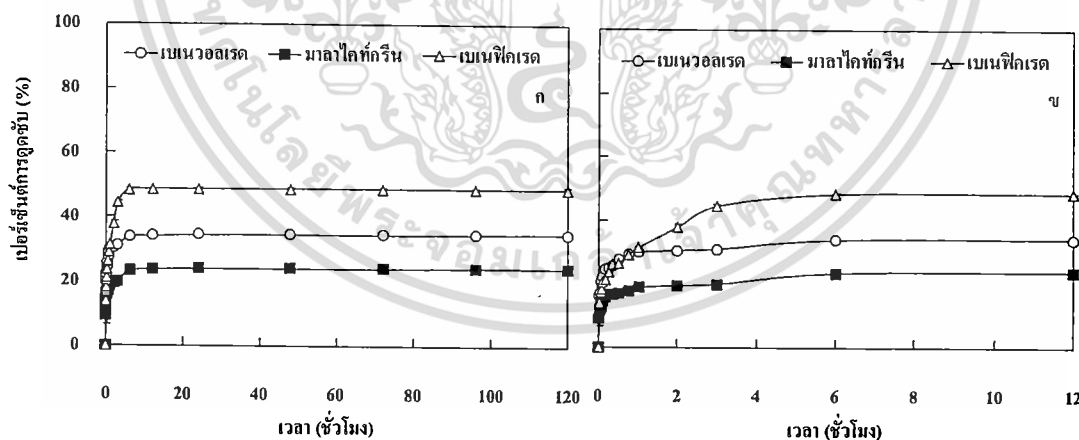 เปอร์เซ็นต์การดูดซับ (%)
100
80
60
40
20
0
เบเนวอลเรด มาลาไคท์กรีน เบเนฟิคเรด
ก
0 20 40 60 80 100 120
เวลา (ชั่วโมง)
เบเนวอลเรด มาลาไคท์กรีน เบเนฟิกเรด
ข
0 2 4 6 8 10 12
เวลา (ชั่วโมง)